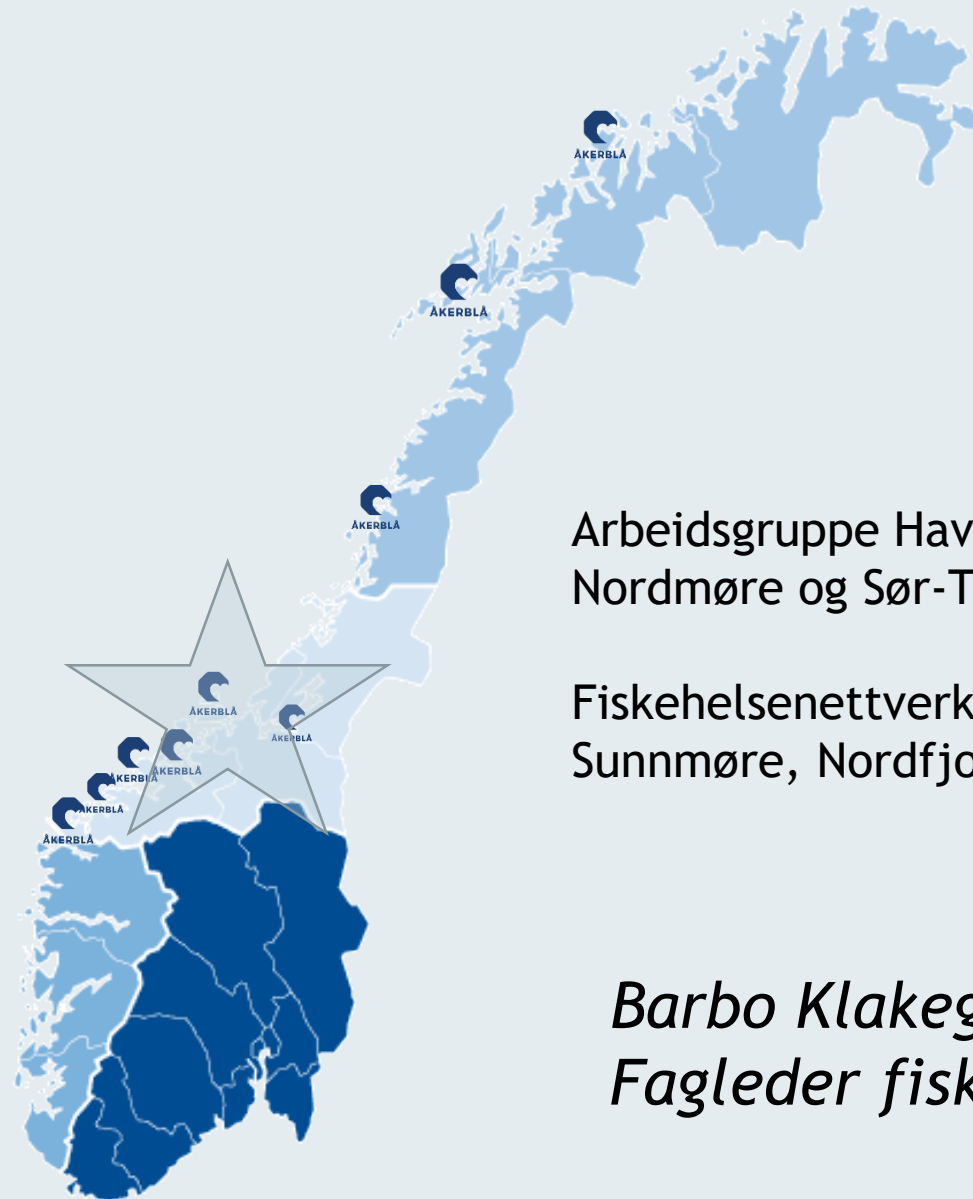 ÅKERBLÅ
ÅKERBLÅ
ÅKERBLÅ
Arbeidsgruppe Hav
Nordmøre og Sør-T
Fiskehelsenettverk
Sunnmøre, Nordfjo
ÅKERBLÅ
ÅKERBLÅ
ÅKERBLÅ
ÅKERBLÅ
ÅKERBLÅ
ÅKERBLÅ
Barbo Klakeg
Fagleder fisk